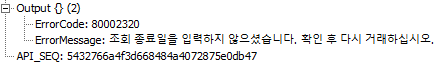 Output {} (2)
ErrorCode: 80002320
ErrorMessage: 조회 종료일을 입력하지 않으셨습니다. 확인 후 다시 거래하십시오.
API_SEQ: 5432766a4f3d668484a4072875e0db47